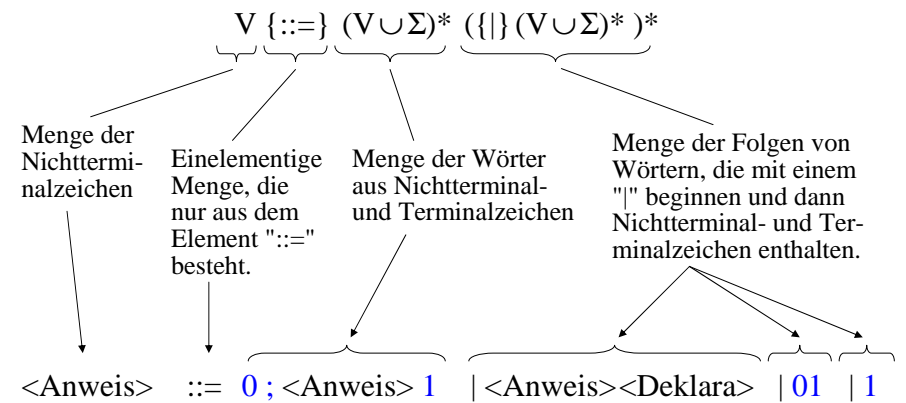 V {::=} (V∪Σ)* ({|} (V∪Σ)* )*
Menge der
Nichttermi-
nalzeichen
Einelementige
Menge, die
nur aus dem
Element "::="
besteht.
Menge der Wörter
aus Nichtterminal-
und Terminalzeichen
Menge der Folgen von
Wörtern, die mit einem
"|" beginnen und dann
Nichtterminal- und Ter-
minalzeichen enthalten.
<Anweis> ::= 0 ; <Anweis> 1 | <Anweis><Deklara> | 01 | 1